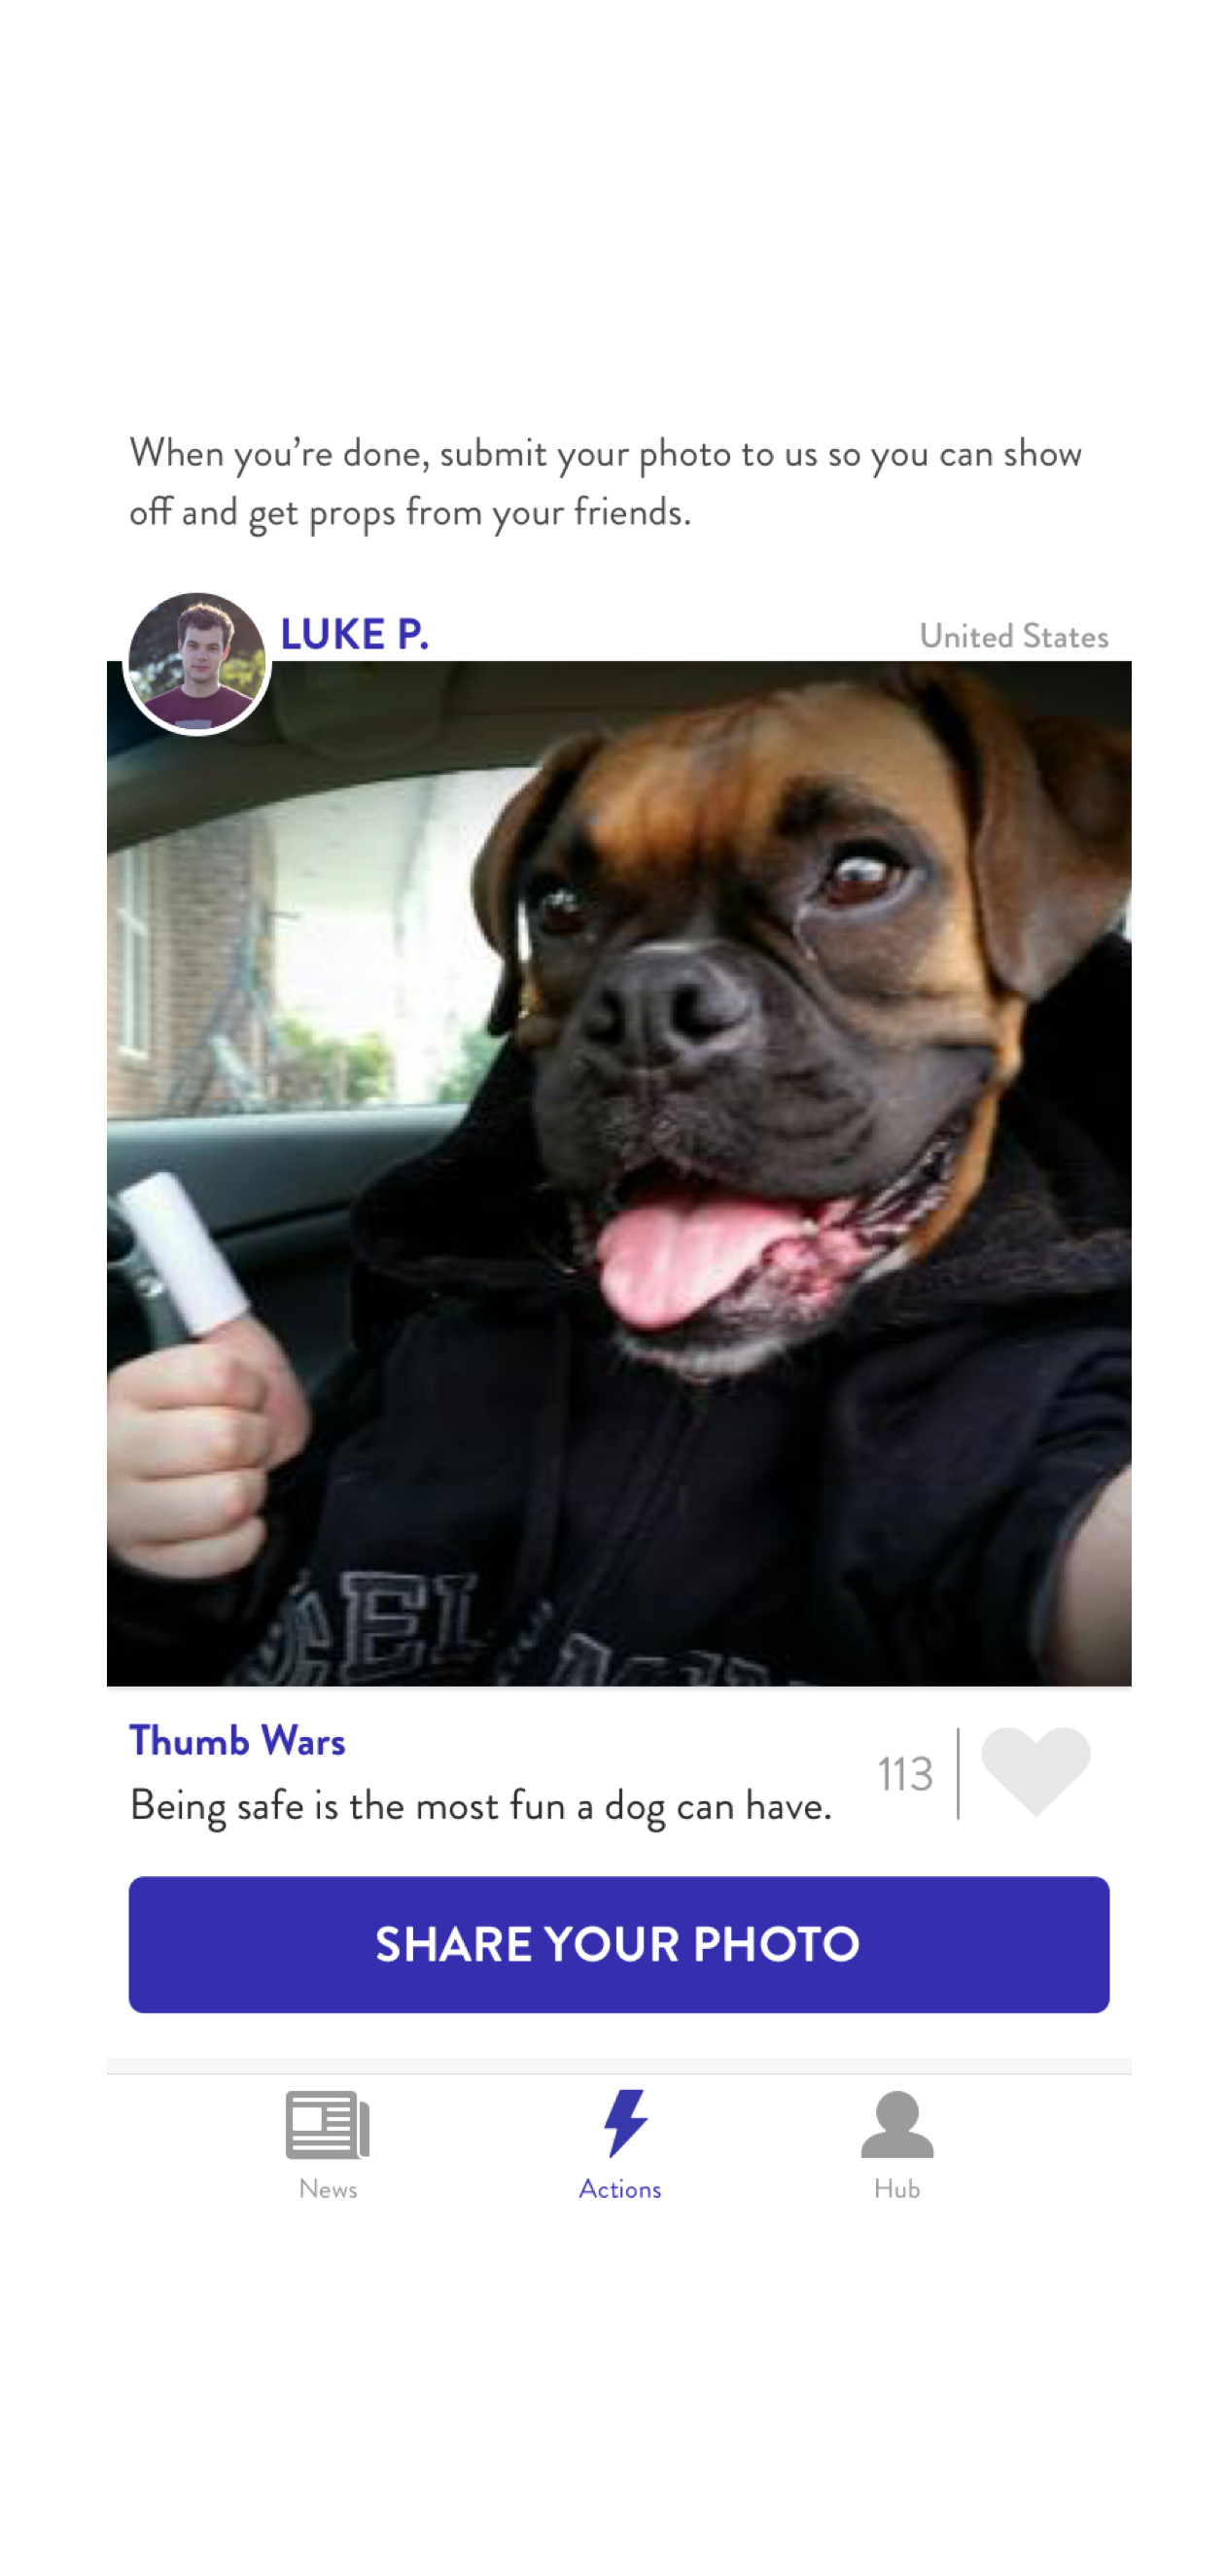 When you’re done, submit your photo to us so you can show
off and get props from your friends.
LUKE P.
United States
Thumb Wars
Being safe is the most fun a dog can have.
113
SHARE YOUR PHOTO
News
Actions
Hub